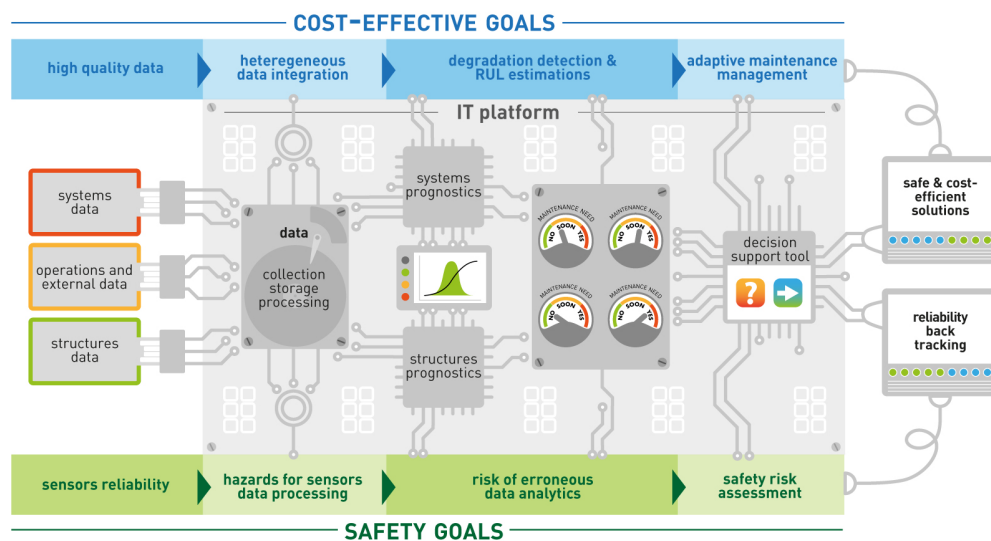 COST-EFFECTIVE GOALS
high quality data
heteregeneous
data integration
degradation detection &
RUL estimations
adaptive maintenance
management
IT platform
systems
data
operations and
external data
structures
data
data
collection
storage
processing
systems
prognostics
structures
prognostics
MAINTENANCE NEED
NO SOON YES
MAINTENANCE NEED
NO SOON YES
MAINTENANCE NEED
NO SOON YES
MAINTENANCE NEED
NO SOON YES
decision
support tool
?
safe & cost-
efficient
solutions
reliability
back
tracking
sensors reliability
hazards for sensors
data processing
risk of erroneous
data analytics
safety risk
assessment
SAFETY GOALS